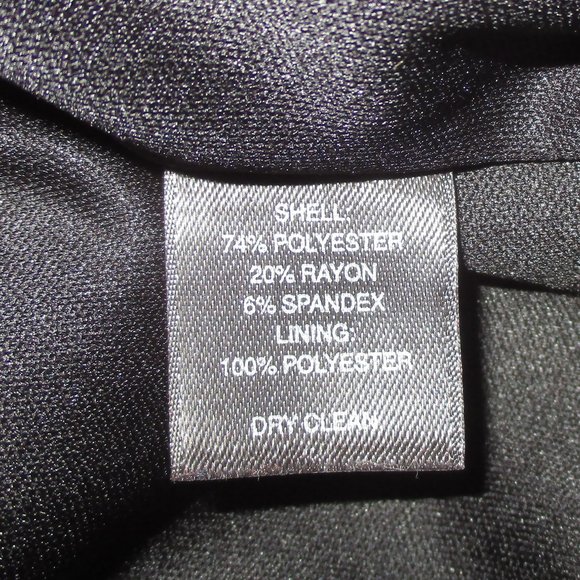 SHELL:
74% POLYESTER
20% RAYON
6% SPANDEX
LINING:
100% POLYESTER
DRY CLEAN